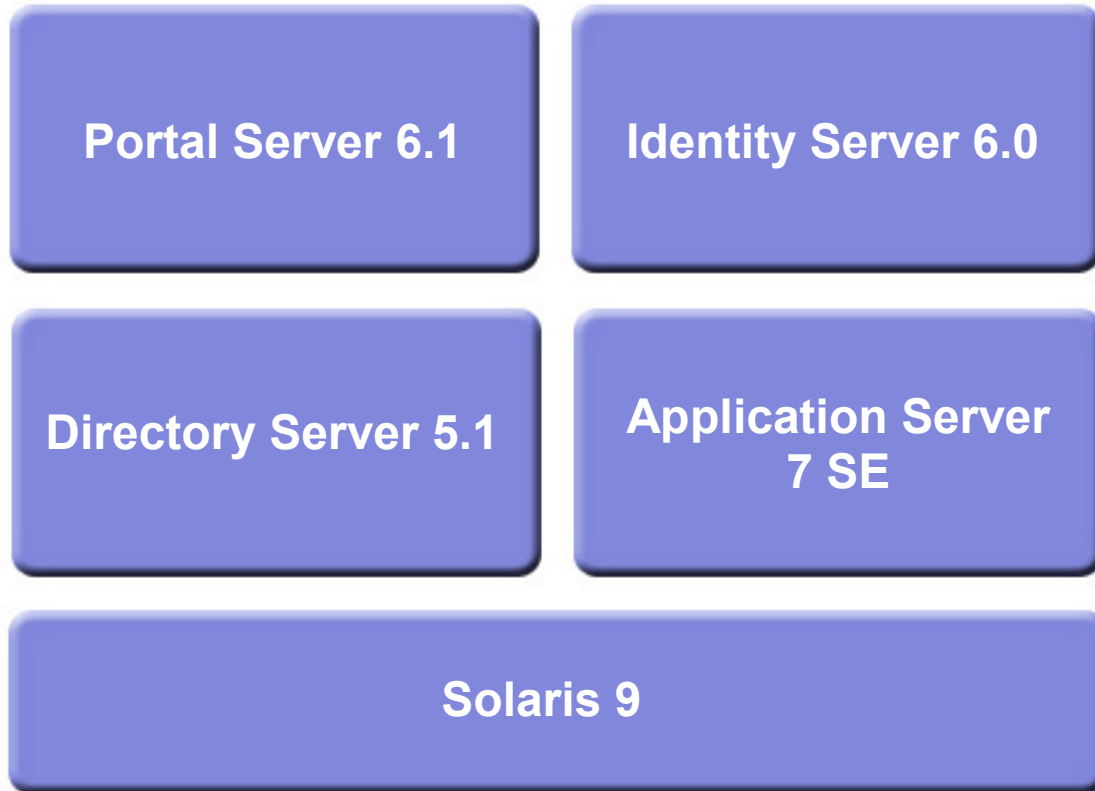 Portal Server 6.1
Identity Server 6.0
Directory Server 5.1
Application Server
7 SE
Solaris 9